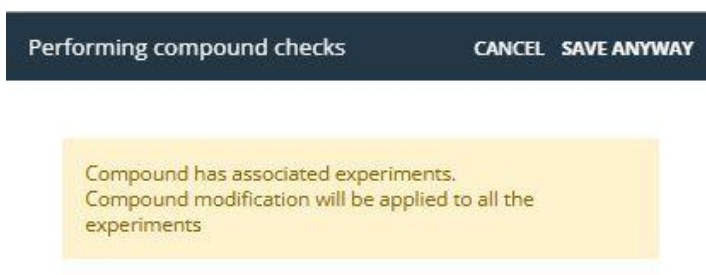 Performing compound checks CANCEL SAVE ANYWAY
Compound has associated experiments.
Compound modification will be applied to all the
experiments